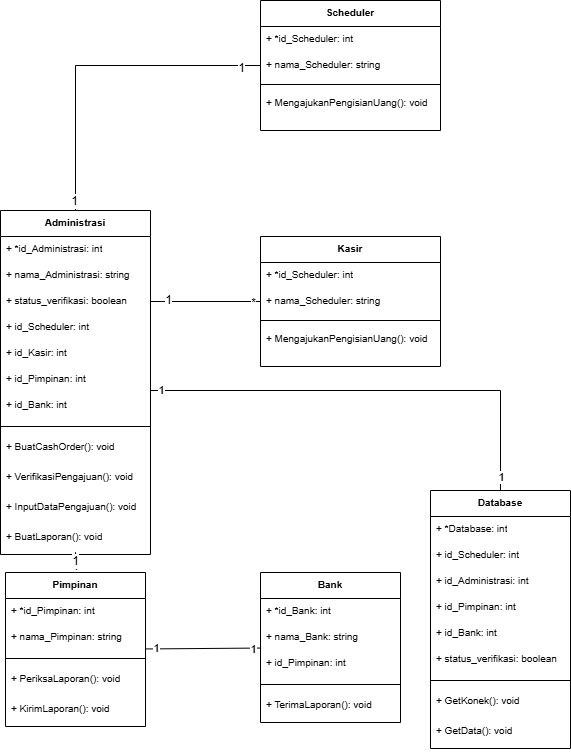 Scheduler
+ *id_Scheduler: int
+ nama_Scheduler: string
+ MengajukanPengisianUang(): void
1
1
Administrasi
+ *id_Administrasi: int
+ nama_Administrasi: string
+ status_verifikasi: boolean
+ id_Scheduler: int
+ id_Kasir: int
+ id_Pimpinan: int
+ id_Bank: int
+ BuatCashOrder(): void
+ VerifikasiPengajuan(): void
+ InputDataPengajuan(): void
+ BuatLaporan(): void
1
*
Kasir
+ *id_Scheduler: int
+ nama_Scheduler: string
+ MengajukanPengisianUang(): void
1
1
Database
+ *Database: int
+ id_Scheduler: int
+ id_Administrasi: int
+ id_Pimpinan: int
+ id_Bank: int
+ status_verifikasi: boolean
+ GetKonek(): void
+ GetData(): void
1
Pimpinan
+ *id_Pimpinan: int
+ nama_Pimpinan: string
+ PeriksaLaporan(): void
+ KirimLaporan(): void
1
1
Bank
+ *id_Bank: int
+ nama_Bank: string
+ id_Pimpinan: int
+ TerimaLaporan(): void